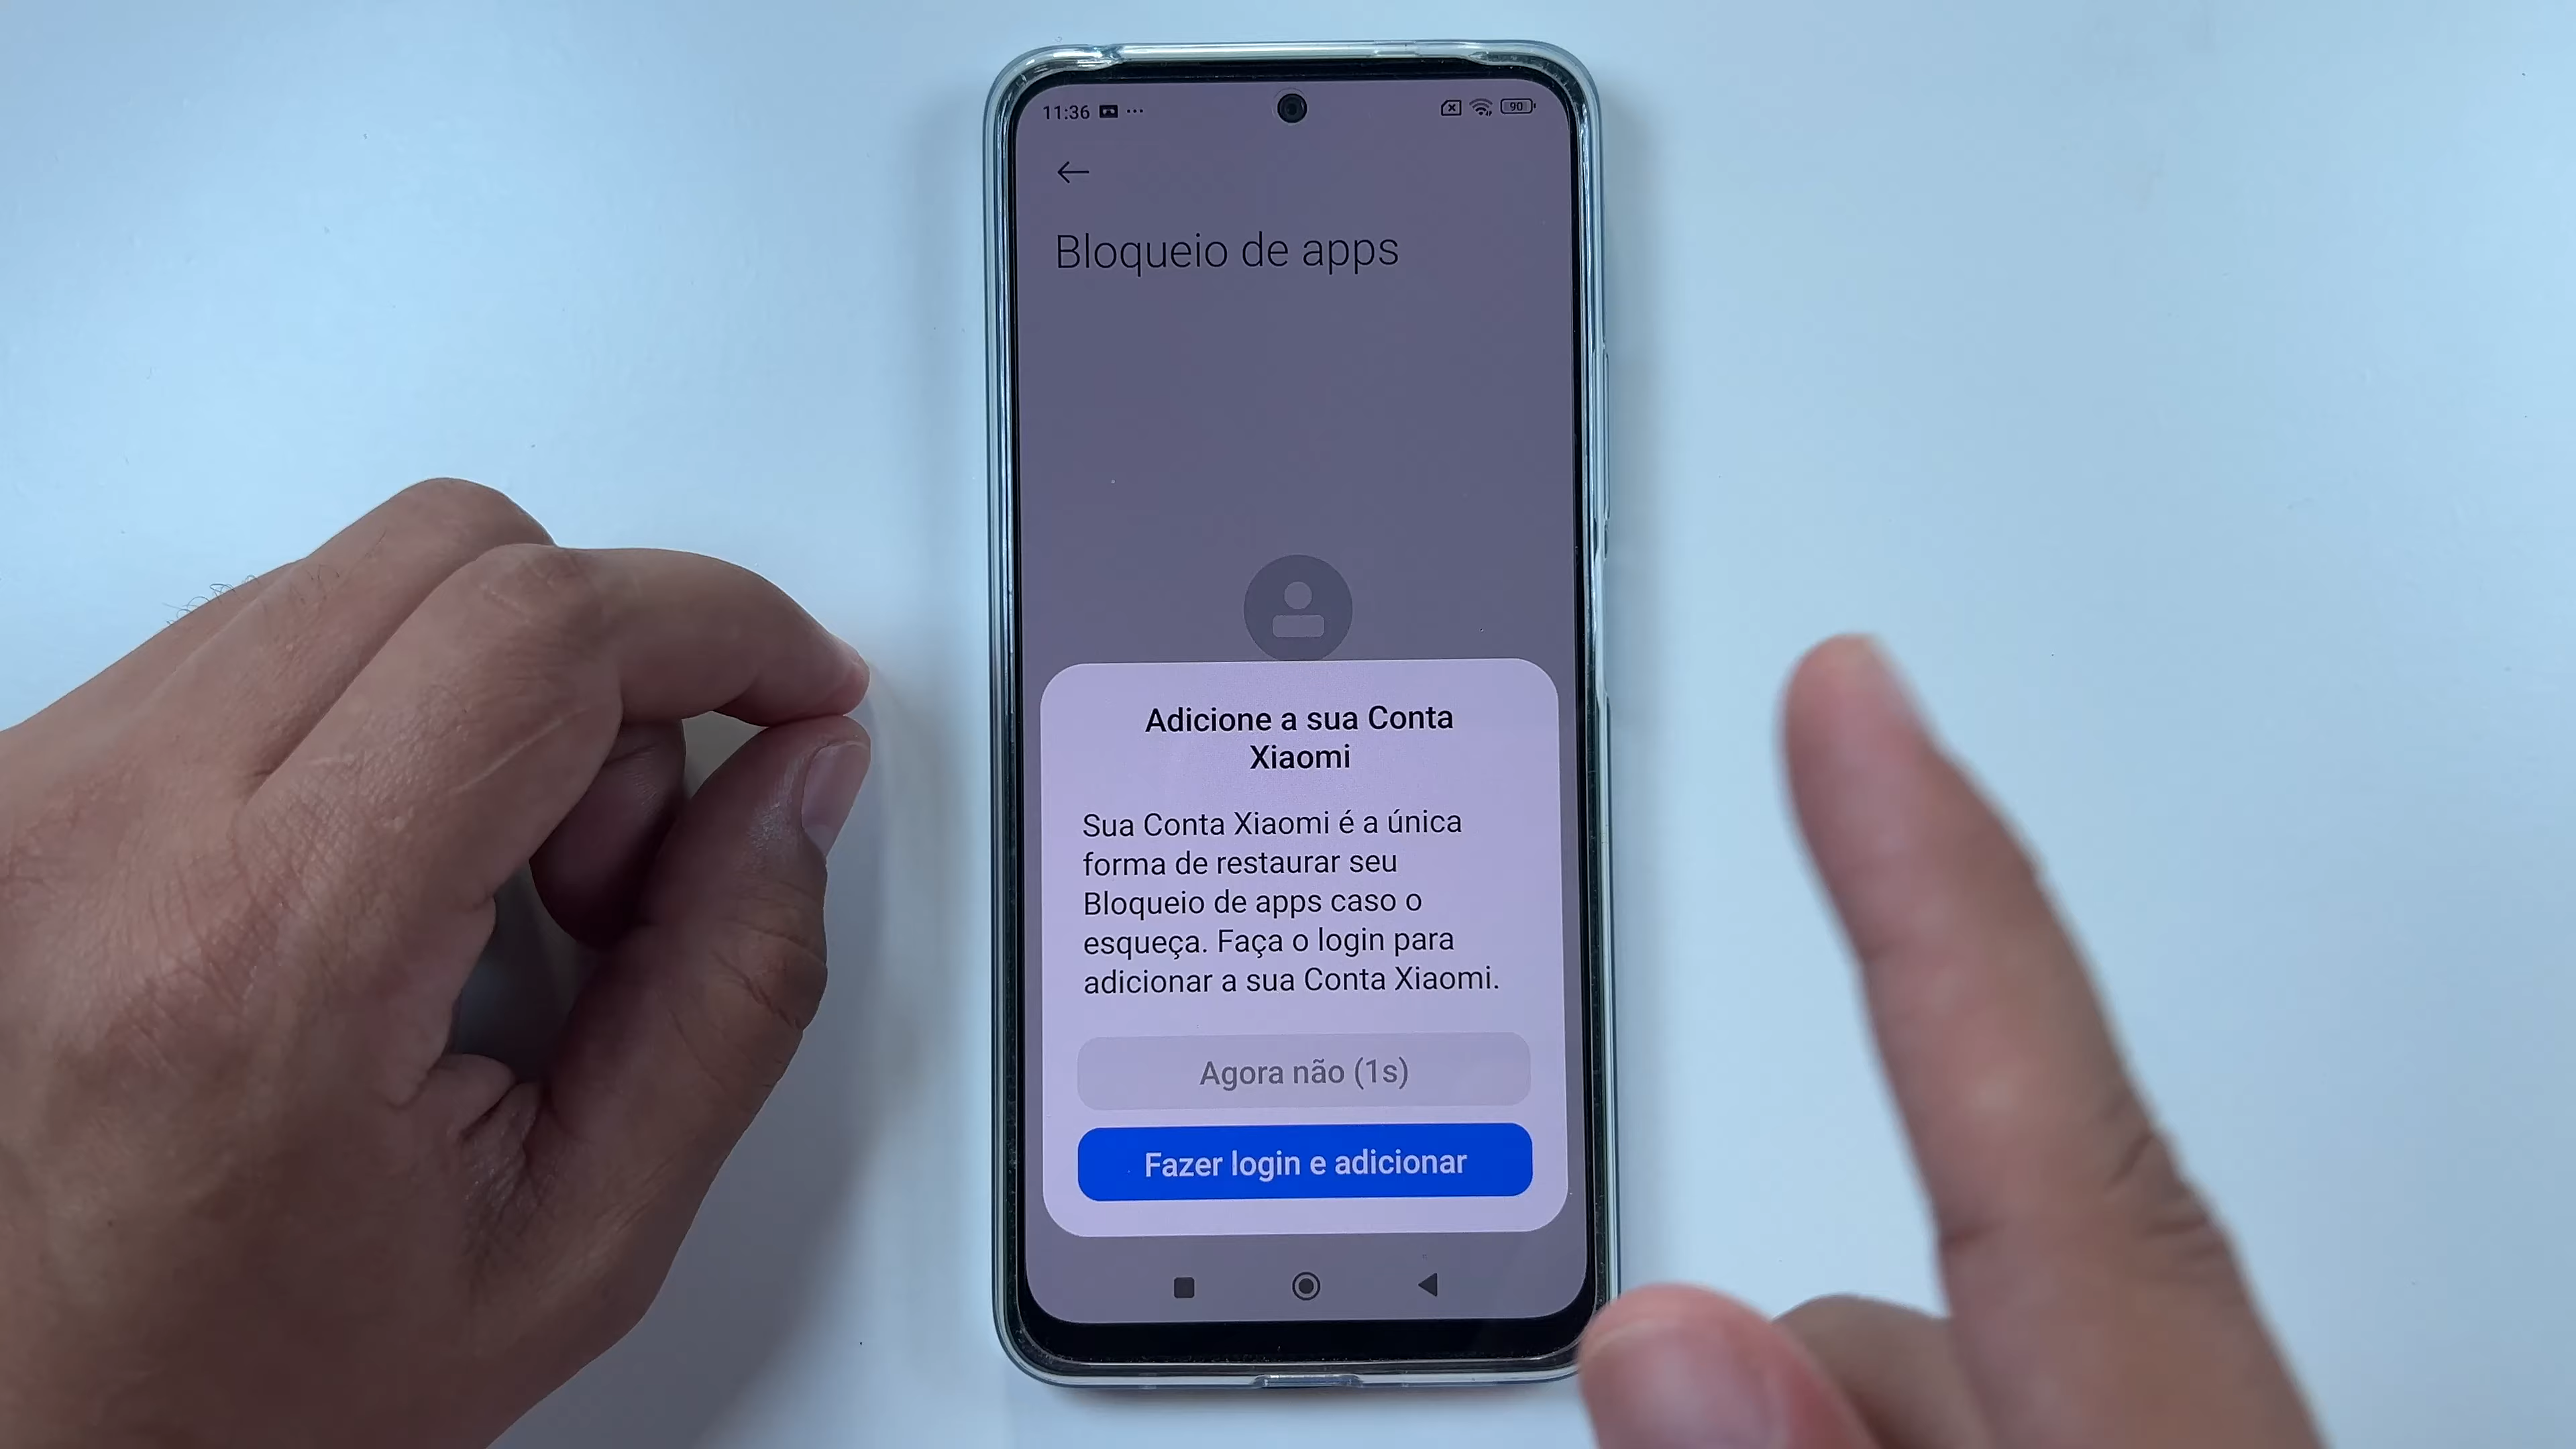 11:36
90
Bloqueio de apps
Adicione a sua Conta
Xiaomi
Sua Conta Xiaomi é a única
forma de restaurar seu
Bloqueio de apps caso o
esqueça. Faça o login para
adicionar a sua Conta Xiaomi.
Agora não (1s)
Fazer login e adicionar